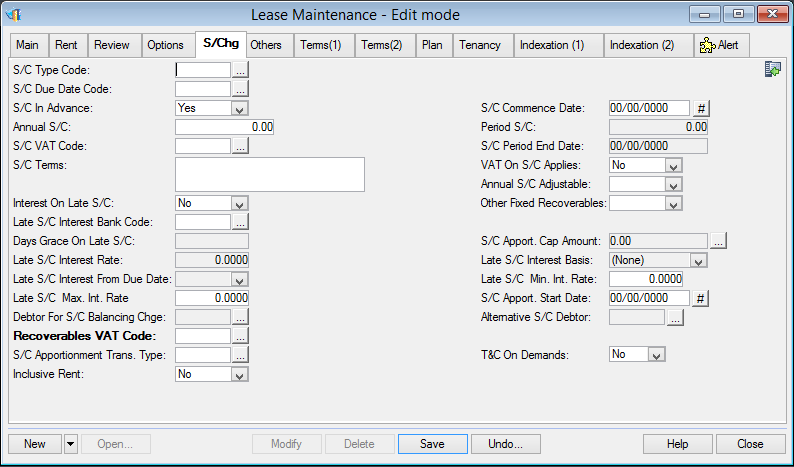 Lease Maintenance - Edit mode
Main Rent Review Options S/Chg Others Terms(1) Terms(2) Plan Tenancy Indexation (1) Indexation (2) Alert
S/C Type Code: ...
S/C Due Date Code: ...
S/C In Advance: Yes S/C Commence Date: 00/00/0000 #
Annual S/C: 0.00 Period S/C: 0.00
S/C VAT Code: ... S/C Period End Date: 00/00/0000
S/C Terms: VAT On S/C Applies: No
Annual S/C Adjustable:
Interest On Late S/C: No Other Fixed Recoverables:
Late S/C Interest Bank Code: ...
Days Grace On Late S/C: S/C Apport. Cap Amount: 0.00 ...
Late S/C Interest Rate: 0.0000 Late S/C Interest Basis: (None)
Late S/C Interest From Due Date: Late S/C Min. Int. Rate: 0.0000
Late S/C Max. Int. Rate 0.0000 S/C Apport. Start Date: 00/00/0000 #
Debtor For S/C Balancing Chge: ... Alternative S/C Debtor: ...
Recoverables VAT Code: ...
S/C Apportionment Trans. Type: ... T&C On Demands: No
Inclusive Rent: No
New Open... Modify Delete Save Undo... Help Close